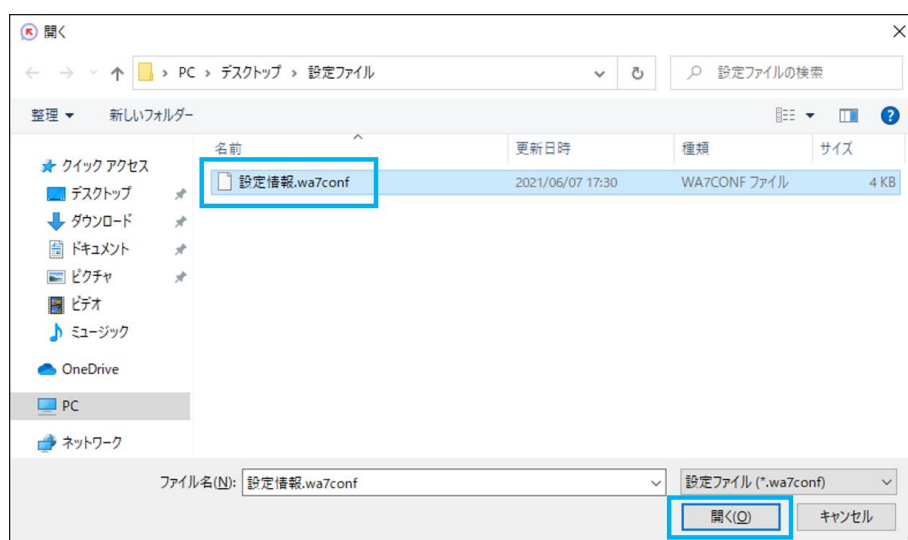 開く
PC › デスクトップ › 設定ファイル
設定ファイルの検索
整理 新しいフォルダー
名前 更新日時 種類 サイズ
設定情報.wa7conf 2021/06/07 17:30 WA7CONF ファイル 4 KB
クイック アクセス
デスクトップ
ダウンロード
ドキュメント
ピクチャ
ビデオ
ミュージック
OneDrive
PC
ネットワーク
ファイル名(N): 設定情報.wa7conf 設定ファイル (*.wa7conf)
開く(O) キャンセル